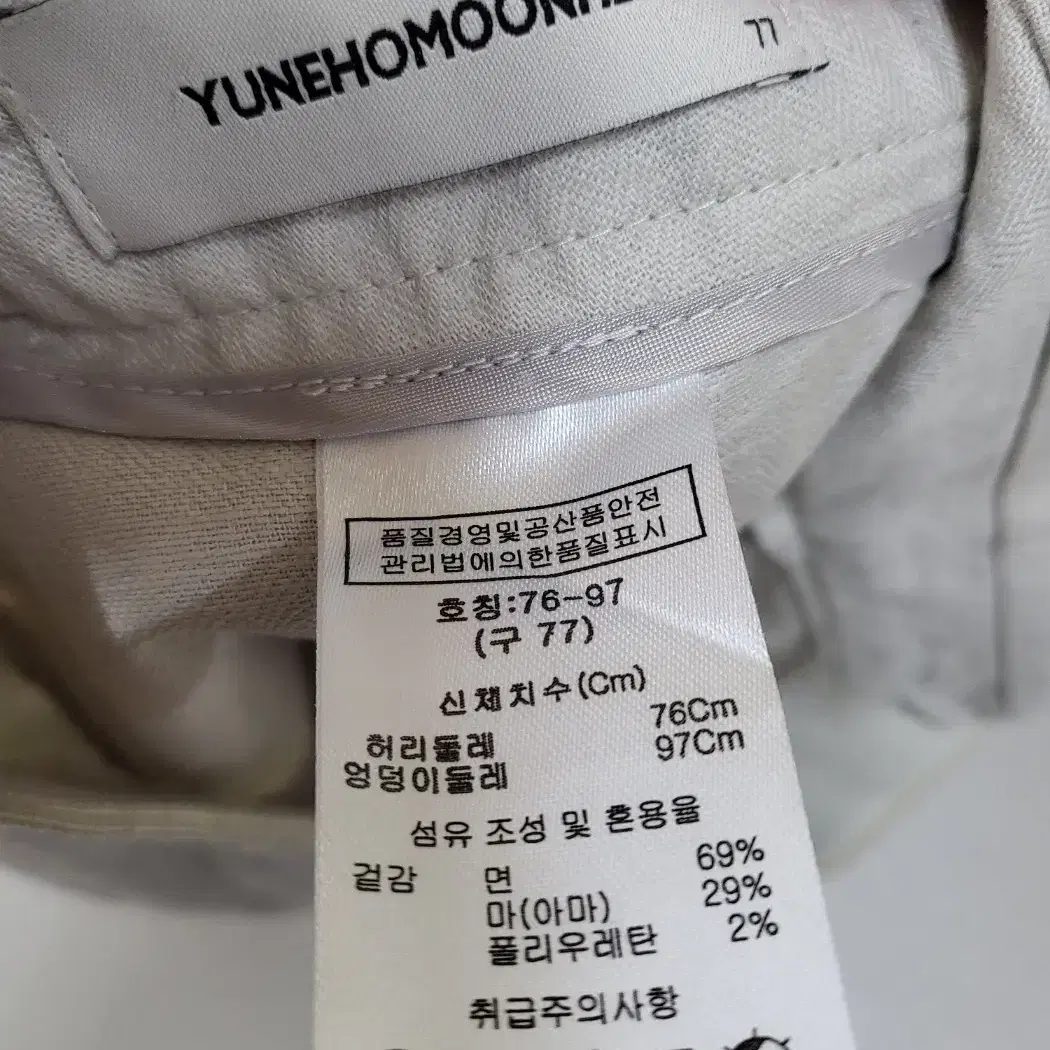 77
품질경영및공산품안전
관리법에의한품질표시
호칭:76-97
(구 77)
신체치수(Cm)
허리둘레 76Cm
엉덩이둘레 97Cm
섬유 조성 및 혼용율
겉감 면 69%
마(아마) 29%
폴리우레탄 2%
취급주의사항